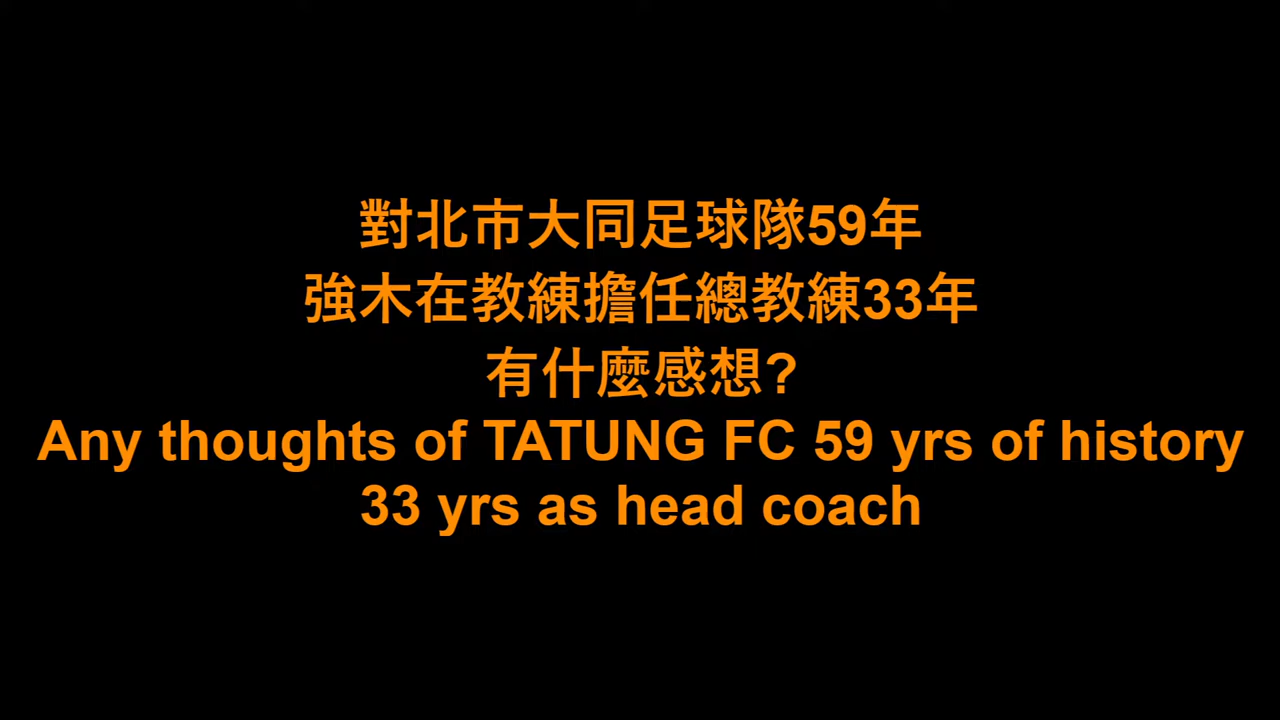 對北市大同足球隊59年
強木在教練擔任總教練33年
有什麼感想?
Any thoughts of TATUNG FC 59 yrs of history
33 yrs as head coach